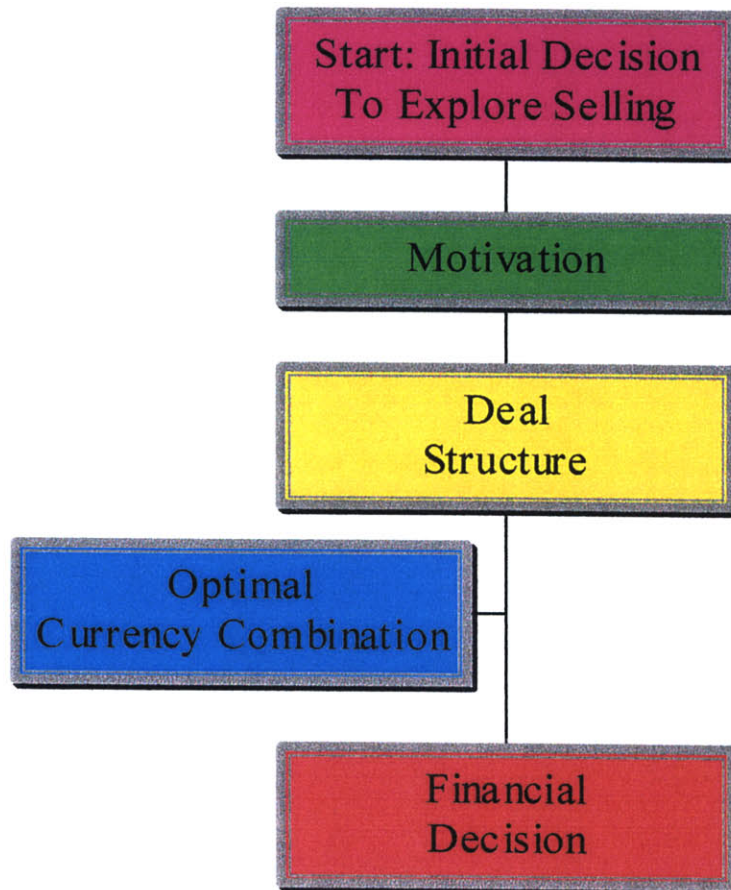 Start: Initial Decision
To Explore Selling
Motivation
Deal
Structure
Optimal
Currency Combination
Financial
Decision